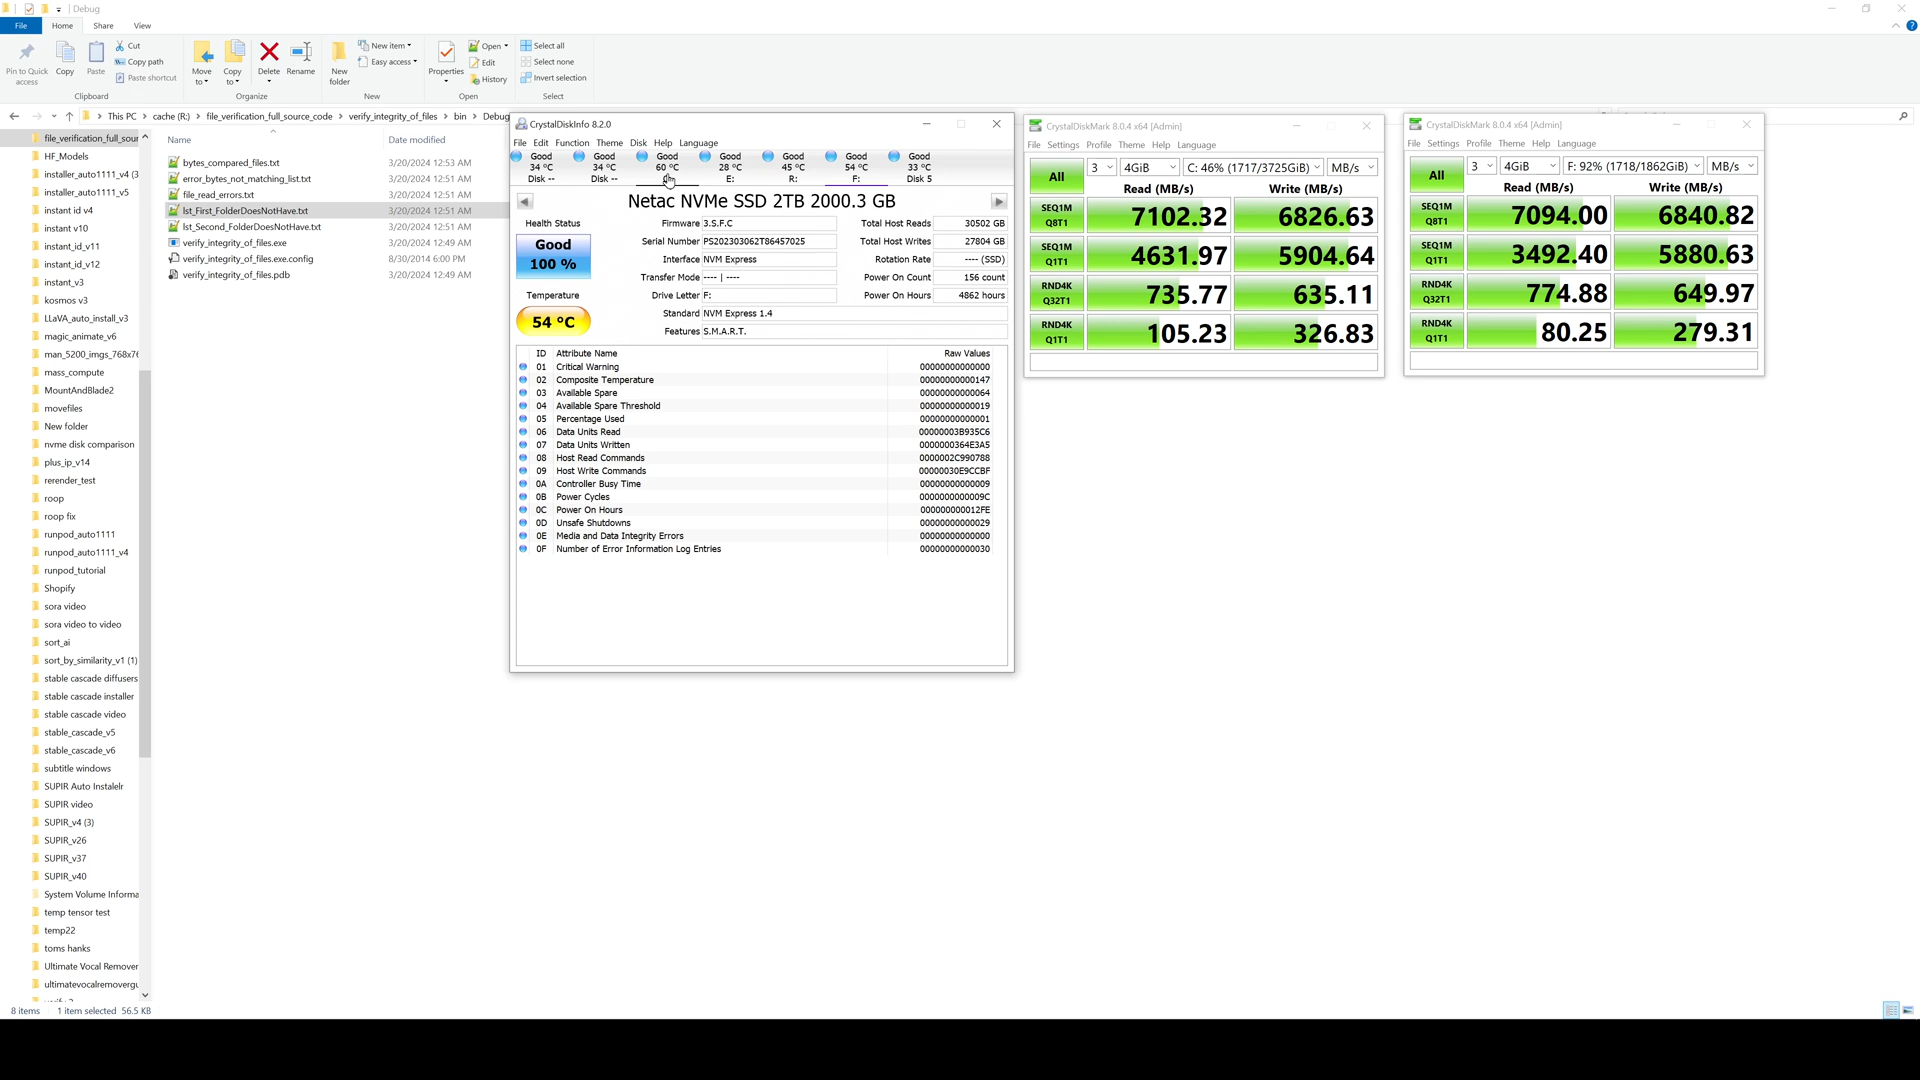 Debug
File Home Share View
Pin to Quick access
Copy
Paste
Cut
Copy path
Paste shortcut
Clipboard
Move to
Copy to
Delete
Rename
Organize
New folder
New item
Easy access
New
Properties
Open
Edit
History
Open
Select all
Select none
Invert selection
Select
This PC > cache (R:) > file_verification_full_source_code > verify_integrity_of_files > bin > Debug
file_verification_full_sour
HF_Models
installer_auto1111_v4 (3
installer_auto1111_v5
instant id v4
instant v10
instant_id_v11
instant_id_v12
instant_v3
kosmos v3
LLaVA_auto_install_v3
magic_animate_v6
man_5200_imgs_768x76
mass_compute
MountAndBlade2
movefiles
New folder
nvme disk comparison
plus_ip_v14
rerender_test
roop
roop fix
runpod_auto1111
runpod_auto1111_v4
runpod_tutorial
Shopify
sora video
sora video to video
sort_ai
sort_by_similarity_v1 (1)
stable cascade diffusers
stable cascade installer
stable cascade video
stable_cascade_v5
stable_cascade_v6
subtitle windows
SUPIR Auto Instalelr
SUPIR video
SUPIR_v4 (3)
SUPIR_v26
SUPIR_v37
SUPIR_v40
System Volume Informa
temp tensor test
temp22
toms hanks
Ultimate Vocal Remover
ultimatevocalremovergu
Name Date modified
bytes_compared_files.txt 3/20/2024 12:53 AM
error_bytes_not_matching_list.txt 3/20/2024 12:51 AM
file_read_errors.txt 3/20/2024 12:51 AM
lst_First_FolderDoesNotHave.txt 3/20/2024 12:51 AM
lst_Second_FolderDoesNotHave.txt 3/20/2024 12:51 AM
verify_integrity_of_files.exe 3/20/2024 12:49 AM
verify_integrity_of_files.exe.config 8/30/2014 6:00 PM
verify_integrity_of_files.pdb 3/20/2024 12:49 AM
8 items 1 item selected 56.5 KB
CrystalDiskInfo 8.2.0
File Edit Function Theme Disk Help Language
Good Good Good Good Good Good Good
34 °C 34 °C 60 °C 28 °C 45 °C 54 °C 33 °C
Disk -- Disk -- E: R: F: Disk 5
Netac NVMe SSD 2TB 2000.3 GB
Health Status
Good
100 %
Temperature
54 °C
Firmware 3.S.F.C Total Host Reads 30502 GB
Serial Number PS202303062T86457025 Total Host Writes 27804 GB
Interface NVM Express Rotation Rate ---- (SSD)
Transfer Mode ---- | ---- Power On Count 156 count
Drive Letter F: Power On Hours 4862 hours
Standard NVM Express 1.4
Features S.M.A.R.T.
ID Attribute Name Raw Values
01 Critical Warning 00000000000000
02 Composite Temperature 00000000000147
03 Available Spare 00000000000064
04 Available Spare Threshold 00000000000019
05 Percentage Used 00000000000001
06 Data Units Read 00000003B935C6
07 Data Units Written 0000000364E3A5
08 Host Read Commands 0000002C990788
09 Host Write Commands 00000030E9CCBF
0A Controller Busy Time 00000000000009
0B Power Cycles 0000000000009C
0C Power On Hours 000000000012FE
0D Unsafe Shutdowns 00000000000029
0E Media and Data Integrity Errors 00000000000000
0F Number of Error Information Log Entries 00000000000030
CrystalDiskMark 8.0.4 x64 [Admin]
File Settings Profile Theme Help Language
All 3 4GiB C: 46% (1717/3725GiB) MB/s
Read (MB/s) Write (MB/s)
SEQ1M Q8T1 7102.32 6826.63
SEQ1M Q1T1 4631.97 5904.64
RND4K Q32T1 735.77 635.11
RND4K Q1T1 105.23 326.83
CrystalDiskMark 8.0.4 x64 [Admin]
File Settings Profile Theme Help Language
All 3 4GiB F: 92% (1718/1862GiB) MB/s
Read (MB/s) Write (MB/s)
SEQ1M Q8T1 7094.00 6840.82
SEQ1M Q1T1 3492.40 5880.63
RND4K Q32T1 774.88 649.97
RND4K Q1T1 80.25 279.31